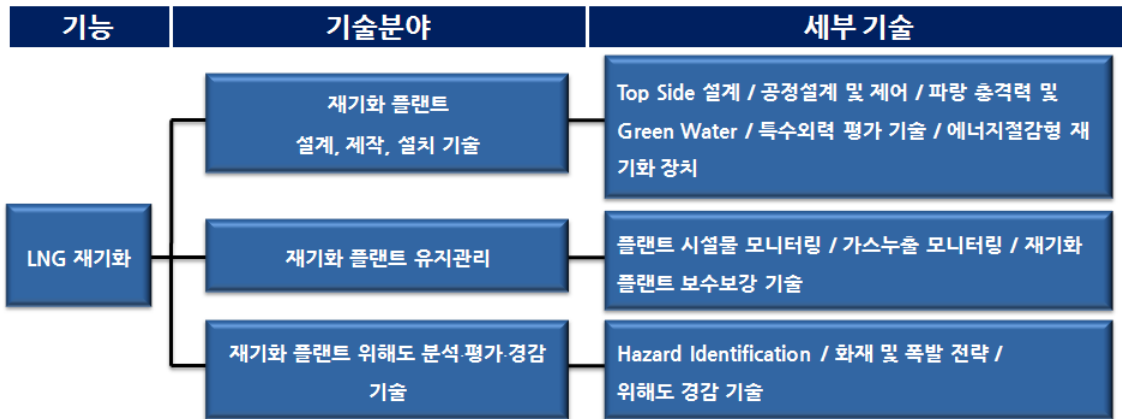 기능
기술분야
세부 기술
LNG 재기화
재기화 플랜트
설계, 제작, 설치 기술
Top Side 설계 / 공정설계 및 제어 / 파랑 충격력 및
Green Water / 특수외력 평가 기술 / 에너지절감형 재
기화 장치
재기화 플랜트 유지관리
플랜트 시설물 모니터링 / 가스누출 모니터링 / 재기화
플랜트 보수보강 기술
재기화 플랜트 위해도 분석·평가·경감
기술
Hazard Identification / 화재 및 폭발 전략 /
위해도 경감 기술